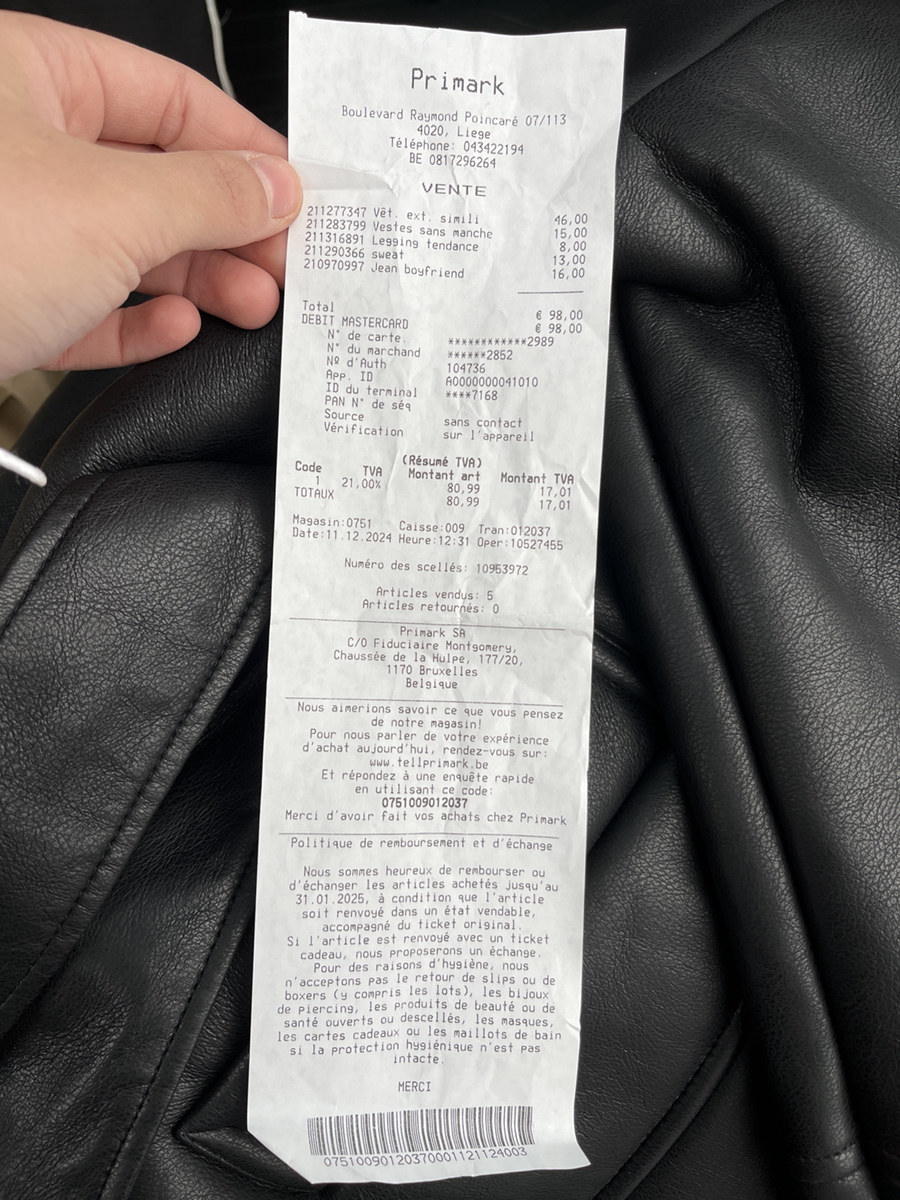 Primark
Boulevard Raymond Poincaré 07/113
4020, Liege
Téléphone: 043422194
BE 0817296264
VENTE
211277347 Vêt. ext. simili 46,00
211283799 Vestes sans manche 15,00
211316891 Legging tendance 8,00
211290366 sweat 13,00
210970997 Jean boyfriend 16,00
Total € 98,00
DEBIT MASTERCARD € 98,00
N° de carte. ************2989
N° du marchand ******2852
Nº d'Auth 104736
App. ID A0000000041010
ID du terminal ****7168
PAN N° de séq
Source sans contact
Vérification sur l'appareil
(Résumé TVA)
Code TVA Montant art Montant TVA
1 21,00% 80,99 17,01
TOTAUX 80,99 17,01
Magasin:0751 Caisse:009 Tran:012037
Date:11.12.2024 Heure:12:31 Oper:10527455
Numéro des scellés: 10953972
Articles vendus: 5
Articles retournés: 0
Primark SA
C/O Fiduciaire Montgomery,
Chaussée de la Hulpe, 177/20,
1170 Bruxelles
Belgique
Nous aimerions savoir ce que vous pensez
de notre magasin!
Pour nous parler de votre expérience
d'achat aujourd'hui, rendez-vous sur:
www.tellprimark.be
Et répondez à une enquête rapide
en utilisant ce code:
0751009012037
Merci d'avoir fait vos achats chez Primark
Politique de remboursement et d'échange
Nous sommes heureux de rembourser ou
d'échanger les articles achetés jusqu'au
31.01.2025, à condition que l'article
soit renvoyé dans un état vendable,
accompagné du ticket original.
Si l'article est renvoyé avec un ticket
cadeau, nous proposerons un échange.
Pour des raisons d'hygiène, nous
n'acceptons pas le retour de slips ou de
boxers (y compris les lots), les bijoux
de piercing, les produits de beauté ou de
santé ouverts ou descellés, les masques,
les cartes cadeaux ou les maillots de bain
si la protection hygiénique n'est pas
intacte.
MERCI
07510090120370001121124003